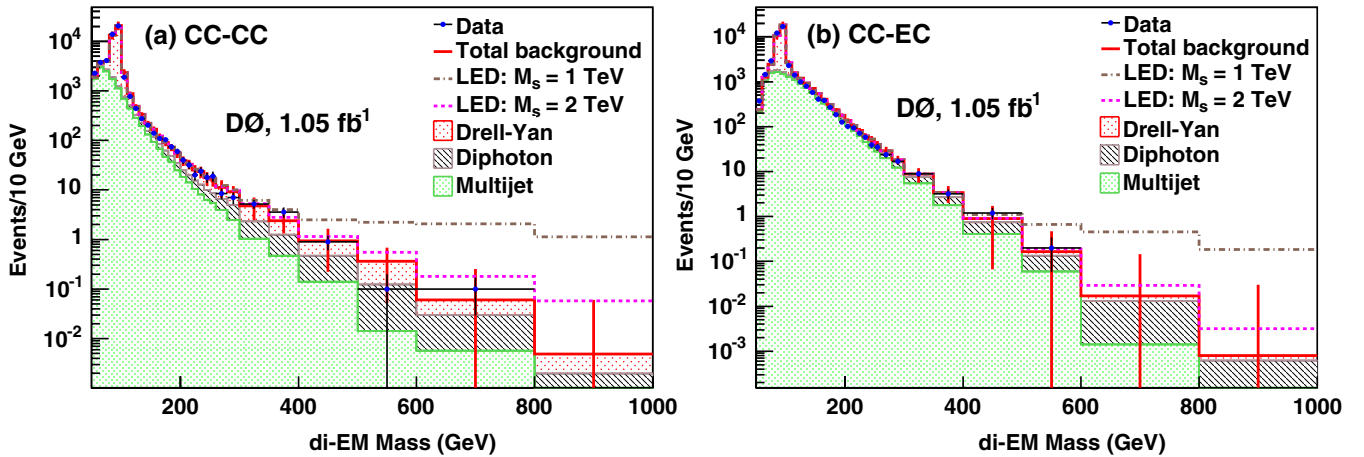 (a) CC-CC
Data
Total background
LED: Ms = 1 TeV
LED: Ms = 2 TeV
Drell-Yan
Diphoton
Multijet
DØ, 1.05 fb-1
Events/10 GeV
10^4
10^3
10^2
10
1
10^-1
10^-2
200 400 600 800 1000
di-EM Mass (GeV)
(b) CC-EC
Data
Total background
LED: Ms = 1 TeV
LED: Ms = 2 TeV
Drell-Yan
Diphoton
Multijet
DØ, 1.05 fb-1
Events/10 GeV
10^4
10^3
10^2
10
1
10^-1
10^-2
10^-3
200 400 600 800 1000
di-EM Mass (GeV)